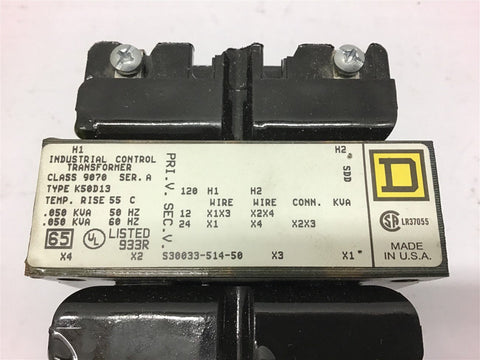 H1 H2
INDUSTRIAL CONTROL
TRANSFORMER
CLASS 9070 SER.A
TYPE K50D13
TEMP. RISE 55 C
.050 KVA 50 HZ
.050 KVA 60 HZ
65 UL LISTED
933R
X4 X2 S30033-514-50 X3 X1"
PRI.V. SEC.V.
120 H1 H2
WIRE WIRE CONN. KVA
12 X1X3 X2X4
24 X1 X4 X2X3
SDD
D
SA LR37055
MADE IN
U.S.A.